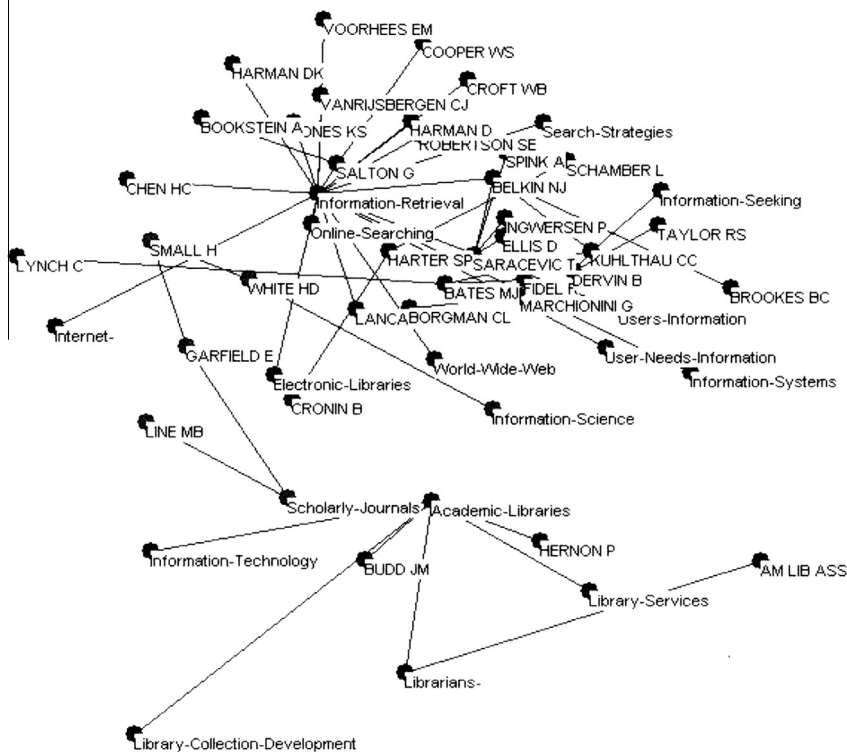 VOORHEES EM
COOPER WS
HARMAN DK
CROFT WB
VANRIJSBERGEN CJ
BOOKSTEIN A
ONES KS
HARMAN D
Search-Strategies
ROBERTSON SE
SPINK A
SCHAMBER L
SALTON G
CHEN HC
BELKIN NJ
Information-Retrieval
Information-Seeking
Online-Searching
INGWERSEN P
TAYLOR RS
SMALL H
ELLIS D
HARTER SP
SARACEVIC T
KUHLTHAU CC
LYNCH C
WHITE HD
BATES MJ
FIDEL R
DERVIN B
BROOKES BC
MARCHIONINI G
LANCA
BORGMAN CL
Users-Information
Internet-
GARFIELD E
World-Wide-Web
User-Needs-Information
Electronic-Libraries
Information-Systems
CRONIN B
Information-Science
LINE MB
Scholarly-Journals
Academic-Libraries
Information-Technology
HERNON P
BUDD JM
AM LIB ASS
Library-Services
Librarians-
Library-Collection-Development